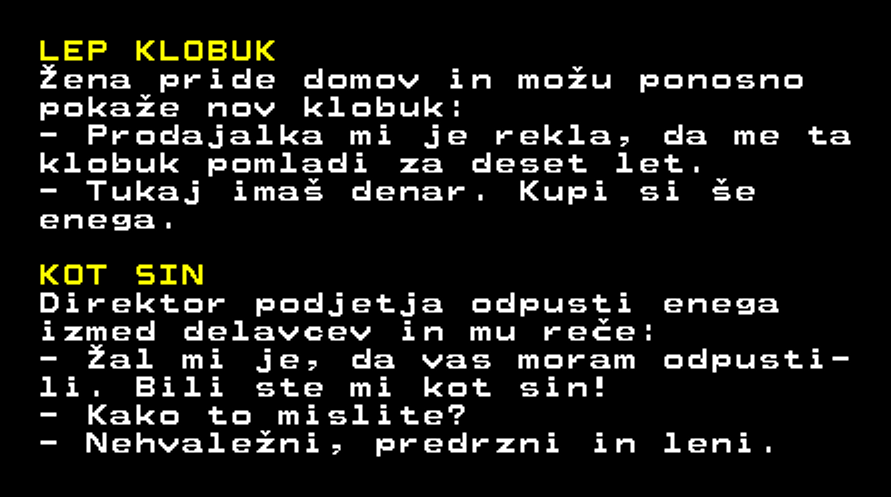 LEP KLOBUK
Žena pride domov in možu ponosno
pokaže nov klobuk:
- Prodajalka mi je rekla, da me ta
klobuk pomladi za deset let.
- Tukaj imaš denar. Kupi si še
enega.
KOT SIN
Direktor podjetja odpusti enega
izmed delavcev in mu reče:
- Žal mi je, da vas moram odpusti-
li. Bili ste mi kot sin!
- Kako to mislite?
- Nehvaležni, predrzni in leni.